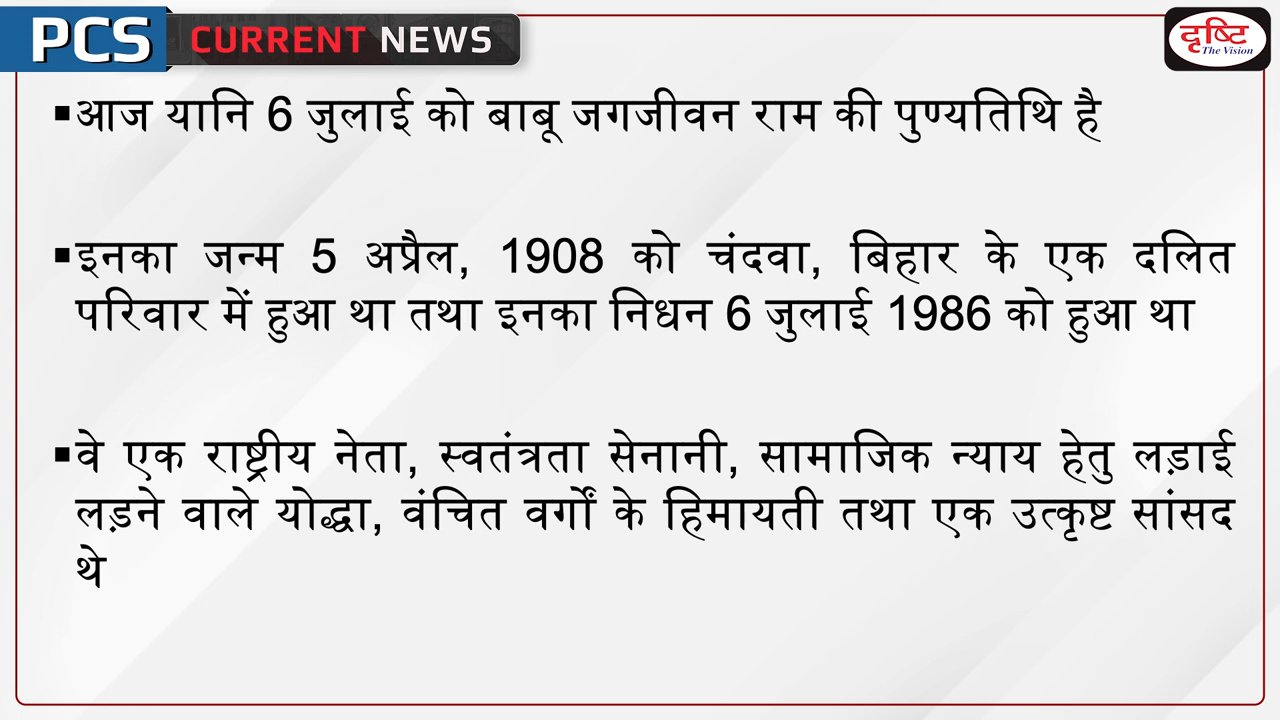 PCS CURRENT NEWS
दृष्टि
The Vision
▪आज यानि 6 जुलाई को बाबू जगजीवन राम की पुण्यतिथि है
▪इनका जन्म 5 अप्रैल, 1908 को चंदवा, बिहार के एक दलित
परिवार में हुआ था तथा इनका निधन 6 जुलाई 1986 को हुआ था
▪वे एक राष्ट्रीय नेता, स्वतंत्रता सेनानी, सामाजिक न्याय हेतु लड़ाई
लड़ने वाले योद्धा, वंचित वर्गों के हिमायती तथा एक उत्कृष्ट सांसद
थे